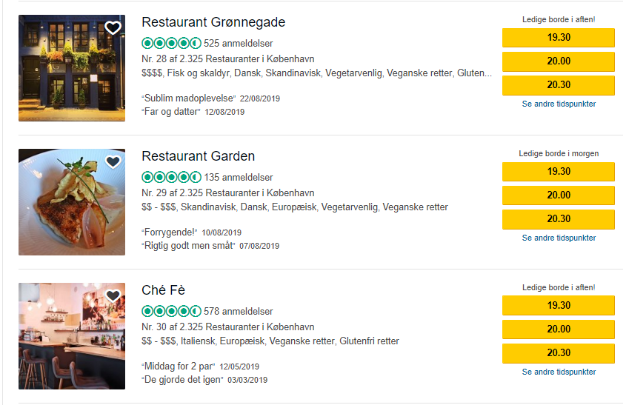 Restaurant Grønnegade
525 anmeldelser
Nr. 28 af 2.325 Restauranter i København
$$$$, Fisk og skaldyr, Dansk, Skandinavisk, Vegetarvenlig, Veganske retter, Gluten...
“Sublim madoplevelse” 22/08/2019
“Far og datter” 12/08/2019
Ledige borde i aften!
19.30
20.00
20.30
Se andre tidspunkter
Restaurant Garden
135 anmeldelser
Nr. 29 af 2.325 Restauranter i København
$$ - $$$, Skandinavisk, Dansk, Europæisk, Vegetarvenlig, Veganske retter
“Forrygende!” 10/08/2019
“Rigtig godt men småt” 07/08/2019
Ledige borde i morgen
19.30
20.00
20.30
Se andre tidspunkter
Ché Fè
578 anmeldelser
Nr. 30 af 2.325 Restauranter i København
$$ - $$$, Italiensk, Europæisk, Veganske retter, Glutenfri retter
“Middag for 2 par” 12/05/2019
“De gjorde det igen” 03/03/2019
Ledige borde i aften!
19.30
20.00
20.30
Se andre tidspunkter